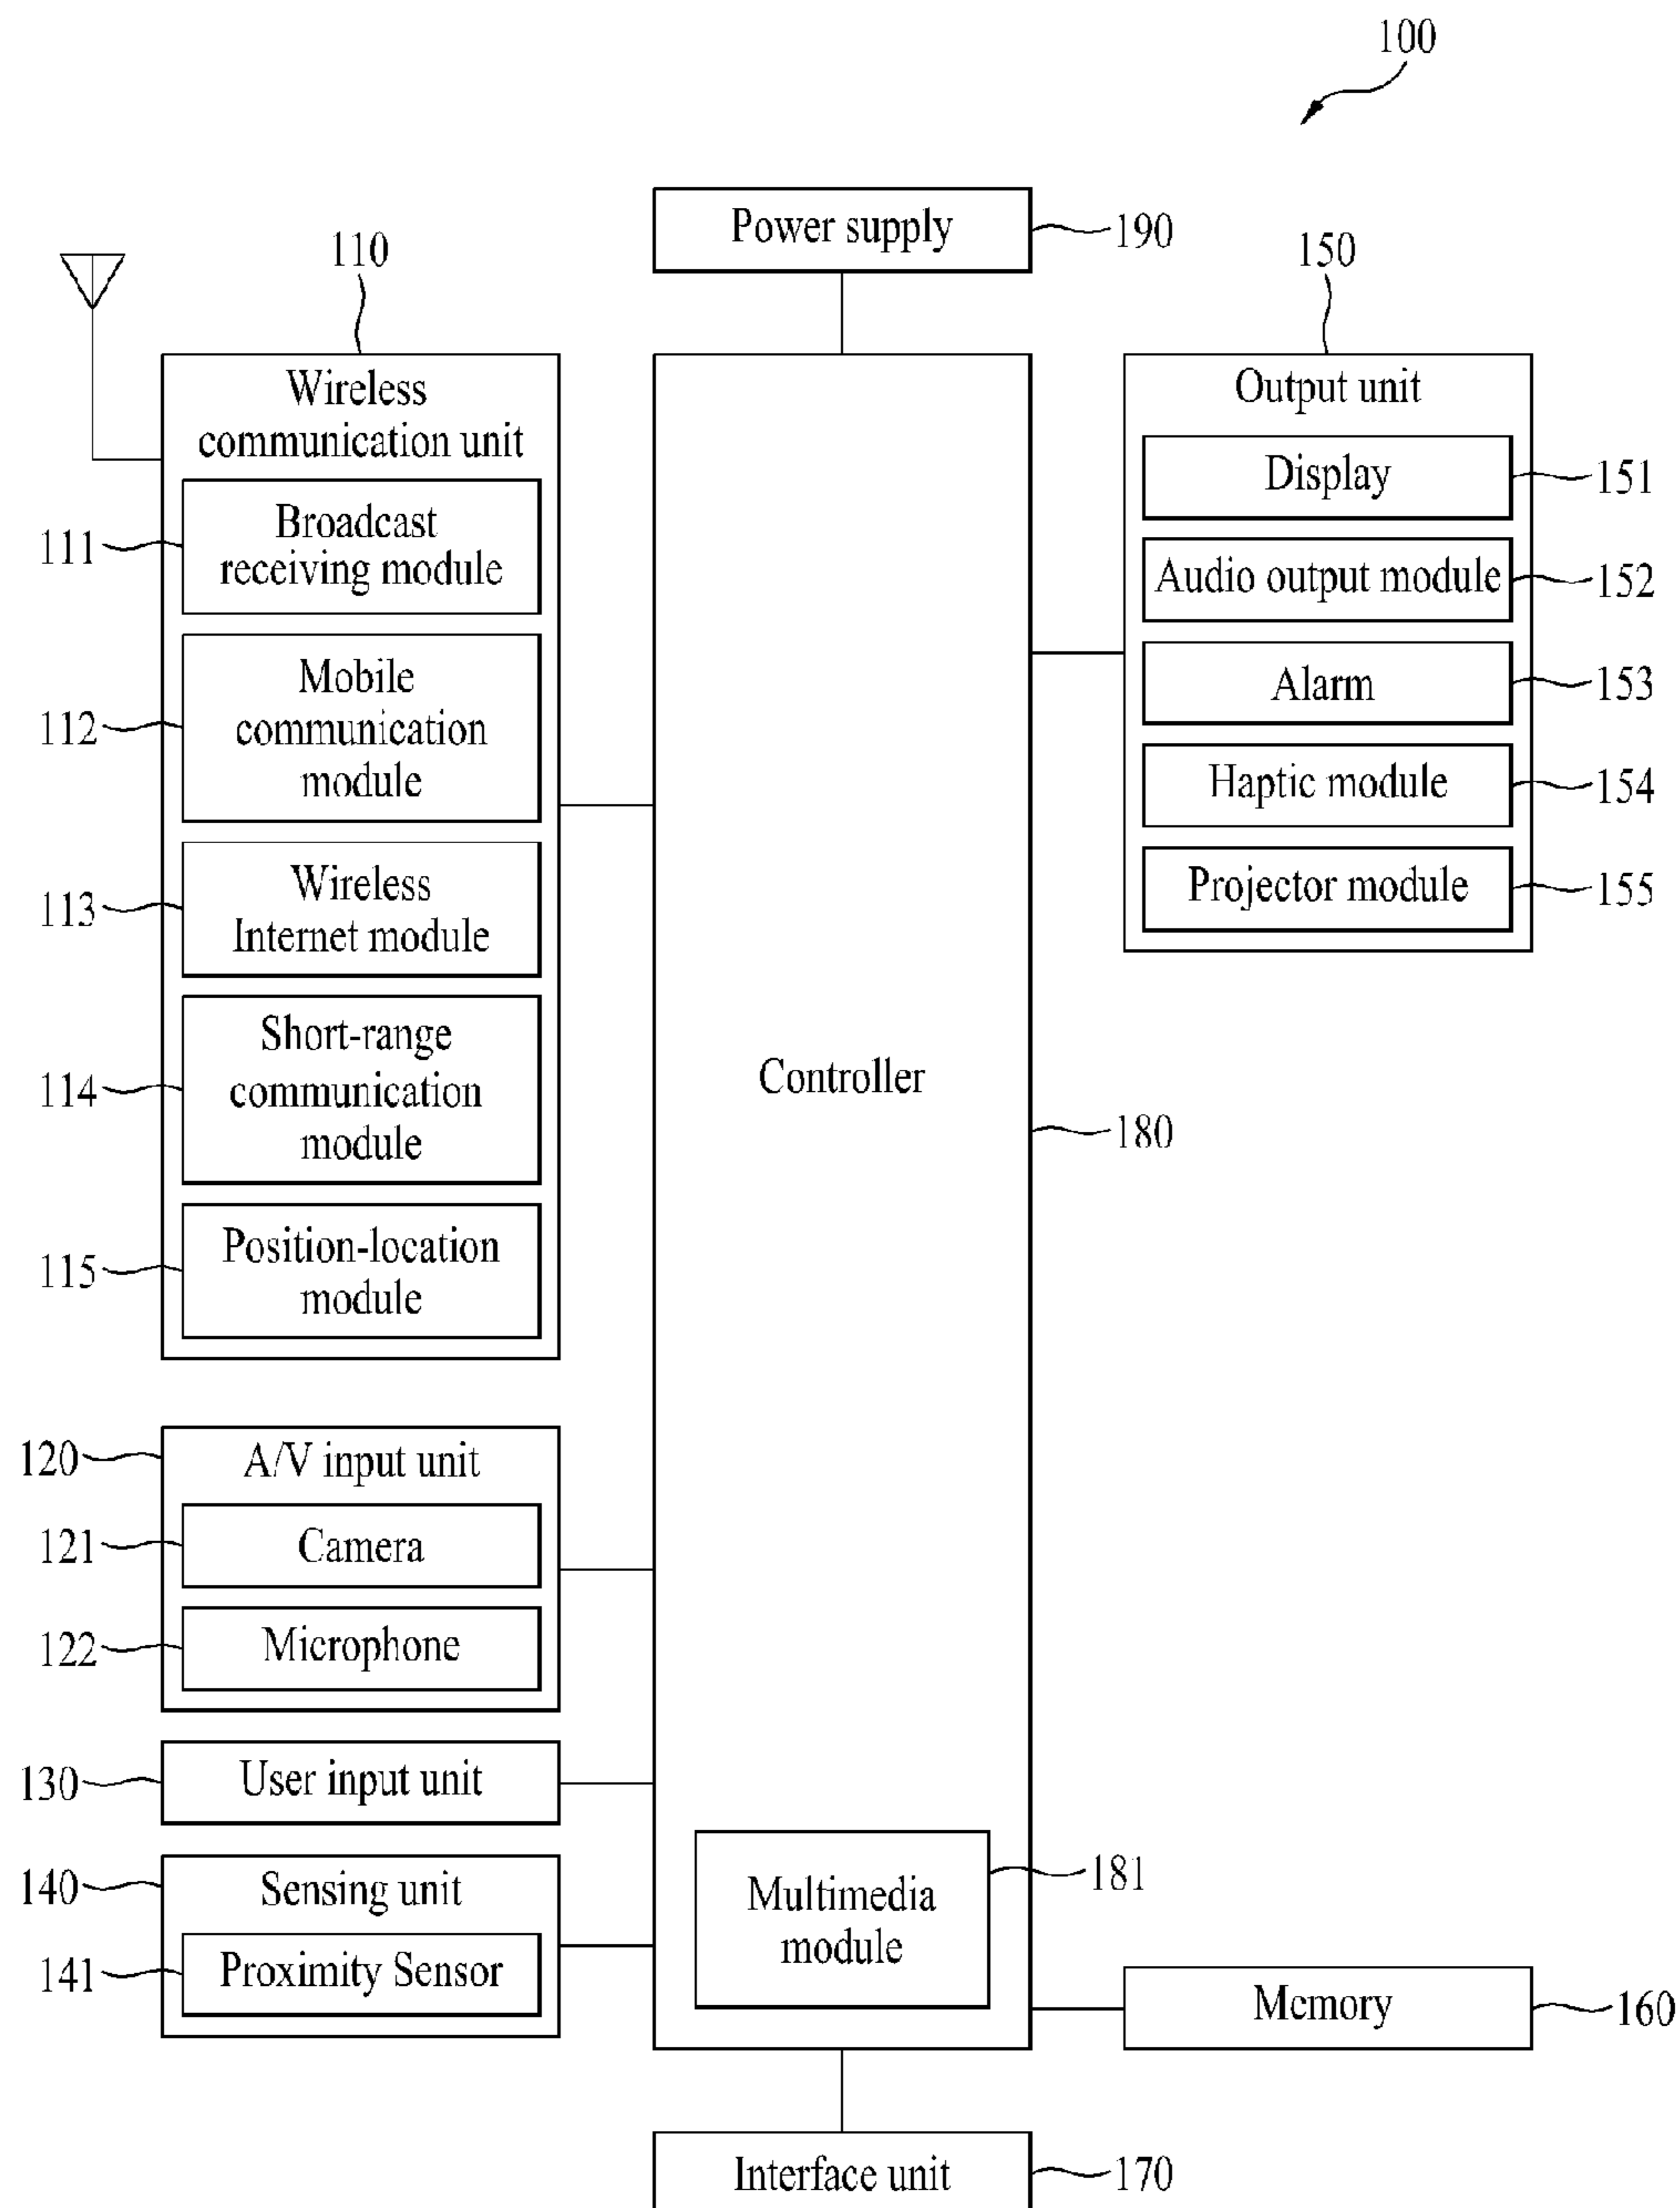 100
Power supply
190
110
150
Wireless
communication unit
Broadcast
receiving module
111
Mobile
communication
module
112
Wireless
Internet module
113
Short-range
communication
module
114
Position-location
module
115
Output unit
Display
151
Audio output module
152
Alarm
153
Haptic module
154
Projector module
155
Controller
180
120
A/V input unit
121
Camera
122
Microphone
130
User input unit
140
Sensing unit
141
Proximity Sensor
Multimedia
module
181
Memory
160
Interface unit
170